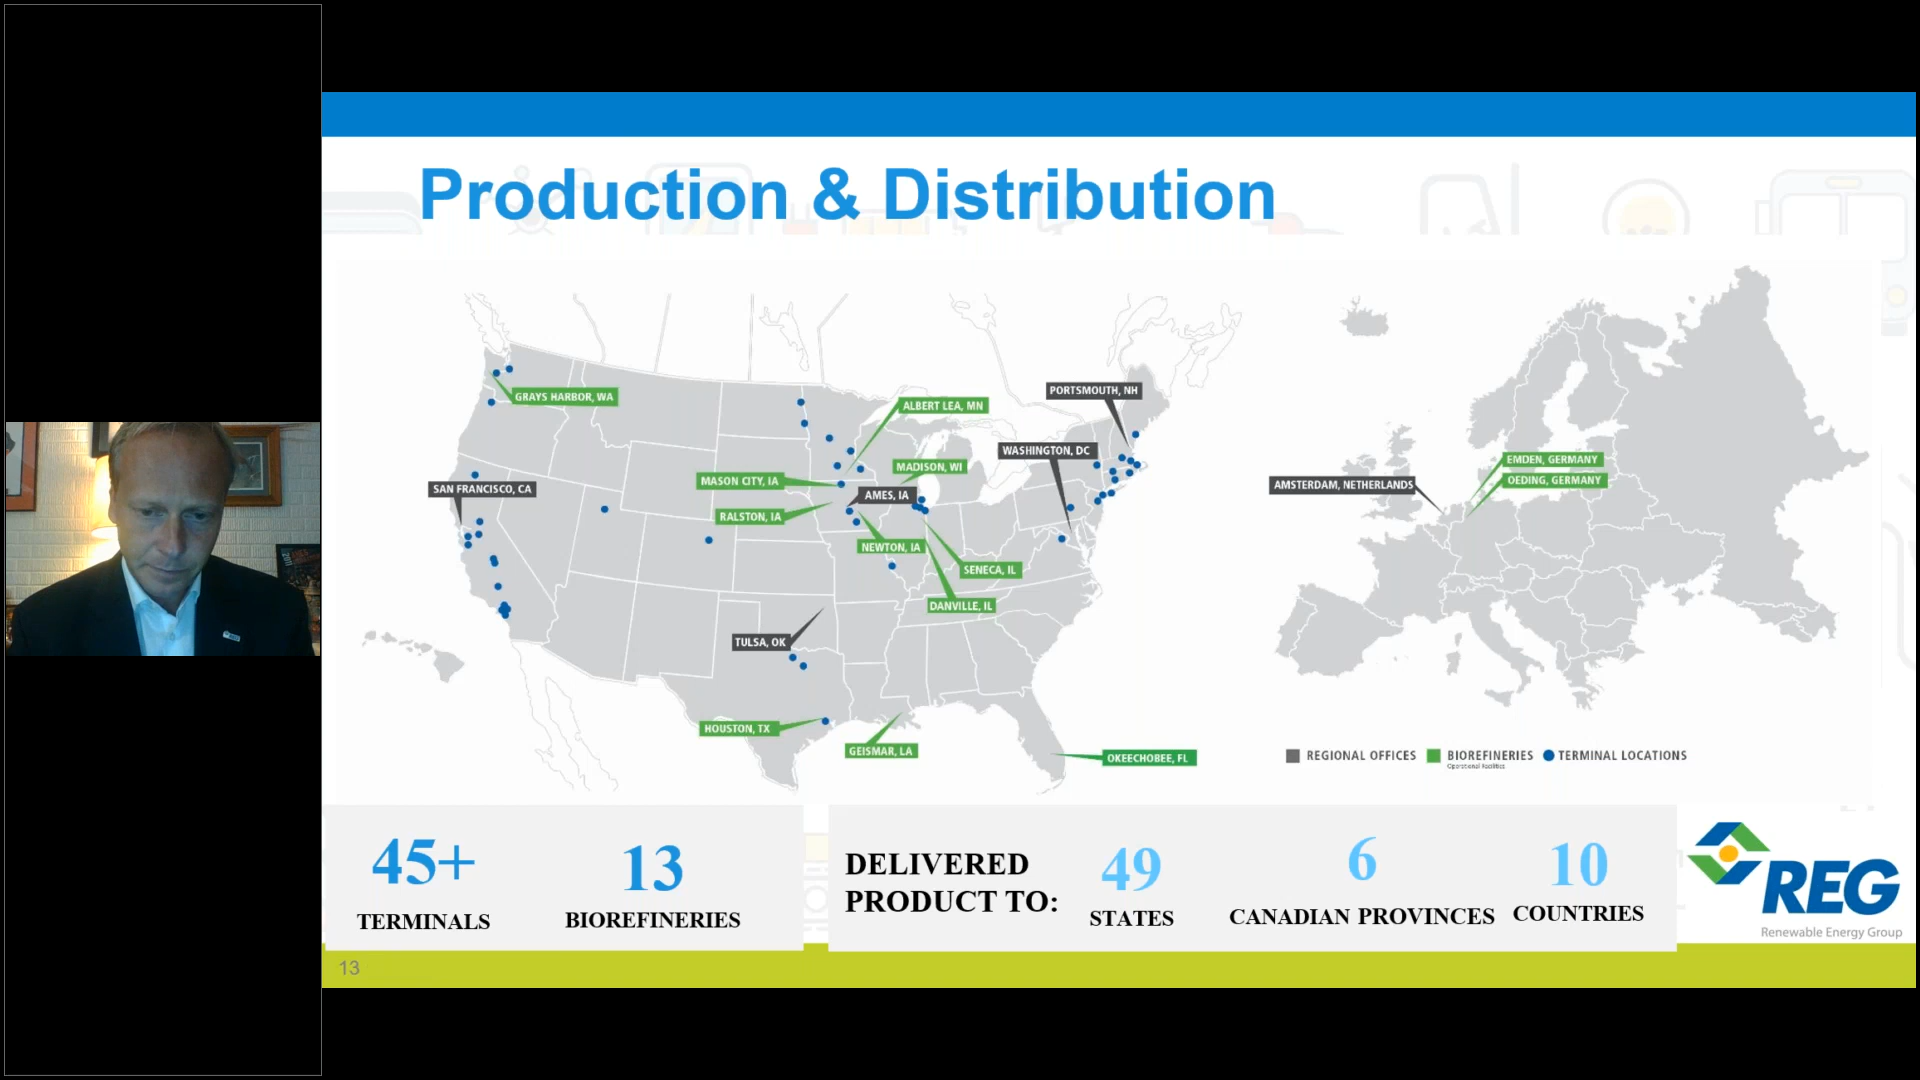 Production & Distribution
GRAYS HARBOR, WA
ALBERT LEA, MN
PORTSMOUTH, NH
WASHINGTON, DC
MADISON, WI
MASON CITY, IA
SAN FRANCISCO, CA
AMES, IA
RALSTON, IA
NEWTON, IA
SENECA, IL
DANVILLE, IL
TULSA, OK
HOUSTON, TX
GEISMAR, LA
OKEECHOBEE, FL
EMDEN, GERMANY
OEDING, GERMANY
AMSTERDAM, NETHERLANDS
REGIONAL OFFICES
BIOREFINERIES
Operational Facilities
TERMINAL LOCATIONS
45+
TERMINALS
13
BIOREFINERIES
DELIVERED
PRODUCT TO:
49
STATES
6
CANADIAN PROVINCES
10
COUNTRIES
REG
Renewable Energy Group
13